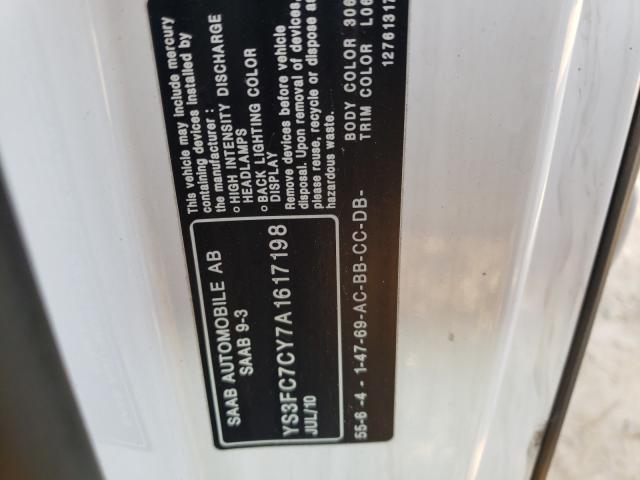 SAAB AUTOMOBILE AB
SAAB 9-3
YS3FC7CY7A1617198
JUL/10
This vehicle may include mercury
containing devices installed by
the manufacturer :
o HIGH INTENSITY DISCHARGE
HEADLAMPS
o BACK LIGHTING COLOR
DISPLAY
Remove devices before vehicle
disposal. Upon removal of devices,
please reuse, recycle or dispose as
hazardous waste.
BODY COLOR 306
TRIM COLOR L06
12761317
55-6 -4 - 1-47-69-AC-BB-CC-DB-